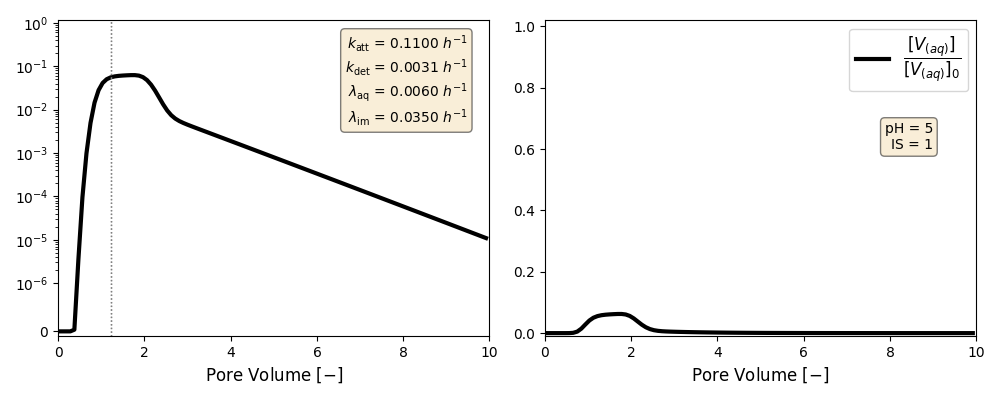 10⁰
10⁻¹
10⁻²
10⁻³
10⁻⁴
10⁻⁵
10⁻⁶
0
0 2 4 6 8 10
Pore Volume [−]
k_att = 0.1100 h⁻¹
k_det = 0.0031 h⁻¹
λ_aq = 0.0060 h⁻¹
λ_im = 0.0350 h⁻¹
1.0
0.8
0.6
0.4
0.2
0.0
0 2 4 6 8 10
Pore Volume [−]
[V_(aq)]
[V_(aq)]₀
pH = 5
IS = 1